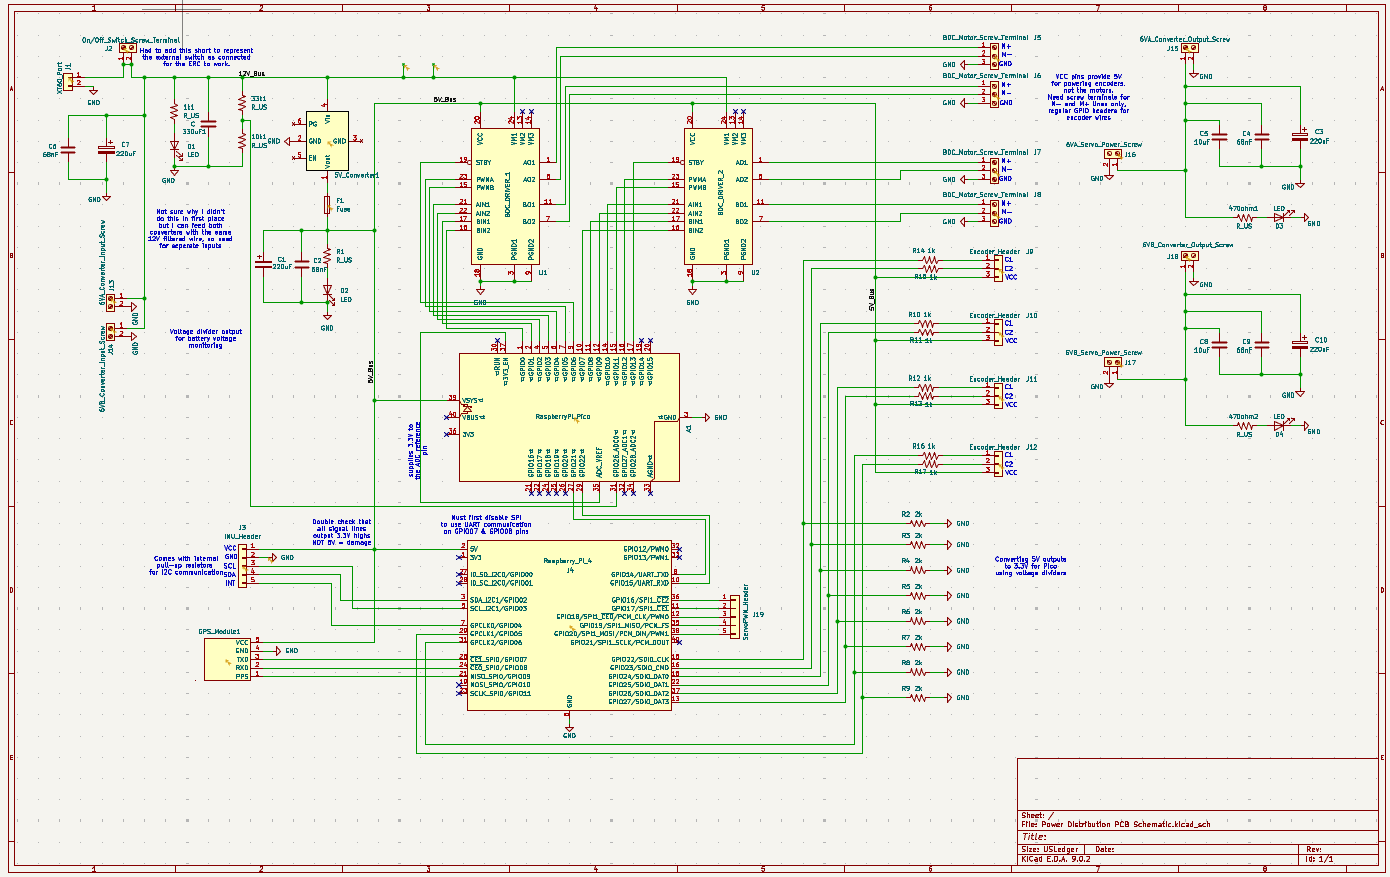 On/Off_Switch_Screw_Terminal
J2
Had to add this short to represent
the external switch as connected
for the ERC to work.
J1
XT60_Port
GND
12V_Bus
1k1
R_US
C
330uF1
D1
LED
33k1
R_US
10k1
R_US
GND
C6
68nF
C7
220uF
GND
PG
GND
EN
Vin
GND
Vout
5V_Converter1
GND
F1
Fuse
Not sure why I didn't
do this in first place
but I can feed both
converters with the same
12V filtered wire, so need
for seperate inputs
C1
220uF
C2
68nF
R1
R_US
D2
LED
GND
6VA_Converter_Input_Screw
J13
GND
6VB_Converter_Input_Screw
J14
GND
Voltage divider output
for battery voltage
monitoring
5V_Bus
5V_Bus
VCC
VM1
VM2
VM3
STBY
PWMA
PWMB
AIN1
AIN2
BIN1
BIN2
AO1
AO2
BO1
BO2
GND
PGND1
PGND2
BDC_DRIVER_1
U1
GND
VCC
VM1
VM2
VM3
STBY
PWMA
PWMB
AIN1
AIN2
BIN1
BIN2
AO1
AO2
BO1
BO2
GND
PGND1
PGND2
BDC_DRIVER_2
U2
GND
BDC_Motor_Screw_Terminal J5
M+
M-
GND
GND
BDC_Motor_Screw_Terminal J6
M+
M-
GND
GND
BDC_Motor_Screw_Terminal J7
M+
M-
GND
GND
BDC_Motor_Screw_Terminal J8
M+
M-
GND
GND
VCC pins provide 5V
for powering encoders,
not the motors.
Need screw terminals for
M- and M+ lines only,
regular GPIO headers for
encoder wires
6VA_Converter_Output_Screw
J15
GND
6VA_Servo_Power_Screw
J16
GND
C5
10uF
C4
68nF
C3
220uF
GND
470ohm1
R_US
LED
D3
GND
6VB_Converter_Output_Screw
J18
GND
6VB_Servo_Power_Screw
J17
GND
C8
10uF
C9
68nF
C10
220uF
GND
470ohm2
R_US
LED
D4
GND
Encoder_Header J9
R14 1k
C1
C2
VCC
5V_Bus
Encoder_Header J10
R10 1k
R11 1k
C1
C2
VCC
Encoder_Header J11
R12 1k
R13 1k
C1
C2
VCC
Encoder_Header J12
R16 1k
R17 1k
C1
C2
VCC
RUN
3V3_EN
GPIO0
GPIO1
GPIO2
GPIO3
GPIO4
GPIO5
GPIO6
GPIO7
GPIO8
GPIO9
GPIO10
GPIO11
GPIO12
GPIO13
GPIO14
GPIO15
VSYS
VBUS
3V3
RaspberryPi_Pico
GND
A1
GND
GPIO16
GPIO17
GPIO18
GPIO19
GPIO20
GPIO21
GPIO22
ADC_VREF
GPIO26_ADC0
GPIO27_ADC1
GPIO28_ADC2
AGND
supplies 3.3V to
the ADC reference
pin
5V_Bus
Double check that
all signal lines
output 3.3V highs
NOT 5V = damage
Must first disable SPI
to use UART communication
on GPIO07 & GPIO08 pins
J3
IMU_Header
VCC
GND
SCL
SDA
INT
GND
Comes with internal
pull-up resistors
for I2C communication
GPS_Module1
VCC
GND
TXD
RXD
PPS
GND
Raspberry_Pi_4
J4
5V
3V3
ID_SD_I2C0/GPIO00
ID_SC_I2C0/GPIO01
SDA_I2C1/GPIO02
SCL_I2C1/GPIO03
GPCLK0/GPIO04
GPCLK1/GPIO05
GPCLK2/GPIO06
CE1_SPI0/GPIO07
CE0_SPI0/GPIO08
MISO_SPI0/GPIO09
MOSI_SPI0/GPIO10
SCLK_SPI0/GPIO11
GPIO12/PWM0
GPIO13/PWM1
GPIO14/UART_TXD
GPIO15/UART_RXD
GPIO16/SPI1_CE2
GPIO17/SPI1_CE1
GPIO18/SPI1_CE0/PCM_CLK/PWM0
GPIO19/SPI1_MISO/PCM_FS
GPIO20/SPI1_MOSI/PCM_DIN/PWM1
GPIO21/SPI1_SCLK/PCM_DOUT
GPIO22/SDIO_CLK
GPIO23/SDIO_CMD
GPIO24/SDIO_DAT0
GPIO25/SDIO_DAT1
GPIO26/SDIO_DAT2
GPIO27/SDIO_DAT3
GND
GND
ServoPWM_Header
J19
R2 2k
GND
R3 2k
GND
R4 2k
GND
R5 2k
GND
R6 2k
GND
R7 2k
GND
R8 2k
GND
R9 2k
GND
Converting 5V outputs
to 3.3V for Pico
using voltage dividers
Sheet: /
File: Power Distribution PCB Schematic.kicad_sch
Title:
Size: USLedger
Date:
Rev:
KiCad E.D.A. 9.0.2
Id: 1/1